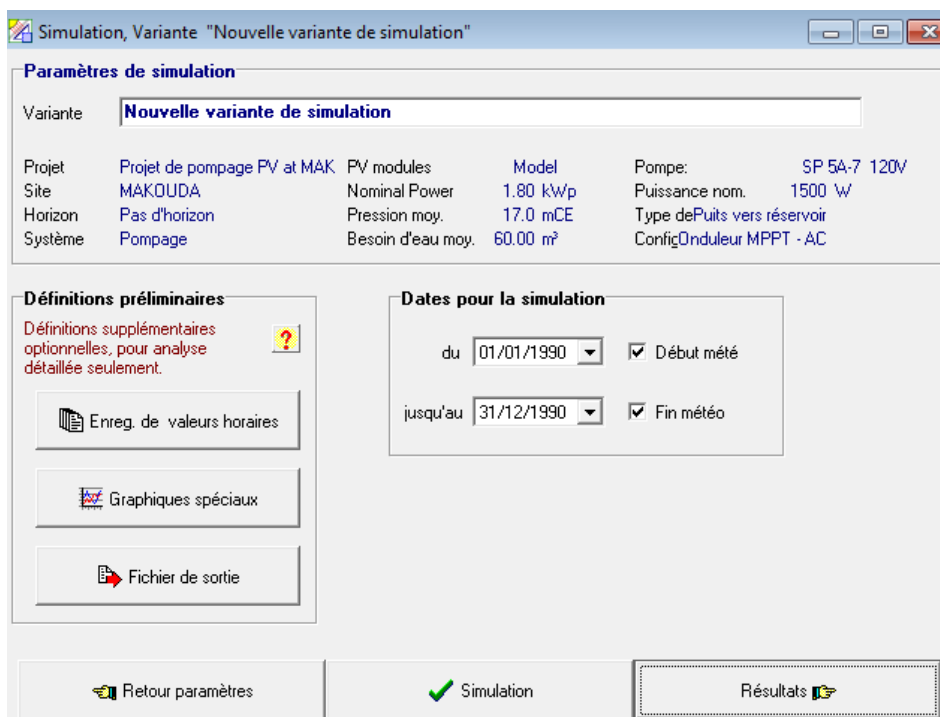 Simulation, Variante "Nouvelle variante de simulation"
Paramètres de simulation
Variante Nouvelle variante de simulation
Projet Projet de pompage PV at MAK PV modules Model Pompe: SP 5A-7 120V
Site MAKOUDA Nominal Power 1.80 kWp Puissance nom. 1500 W
Horizon Pas d'horizon Pression moy. 17.0 mCE Type dePuits vers réservoir
Système Pompage Besoin d'eau moy. 60.00 m³ ConfigOnduleur MPPT - AC
Définitions préliminaires
Définitions supplémentaires
optionnelles, pour analyse
détaillée seulement.
?
Enreg. de valeurs horaires
Graphiques spéciaux
Fichier de sortie
Dates pour la simulation
du 01/01/1990 Début mété
jusqu'au 31/12/1990 Fin météo
Retour paramètres Simulation Résultats